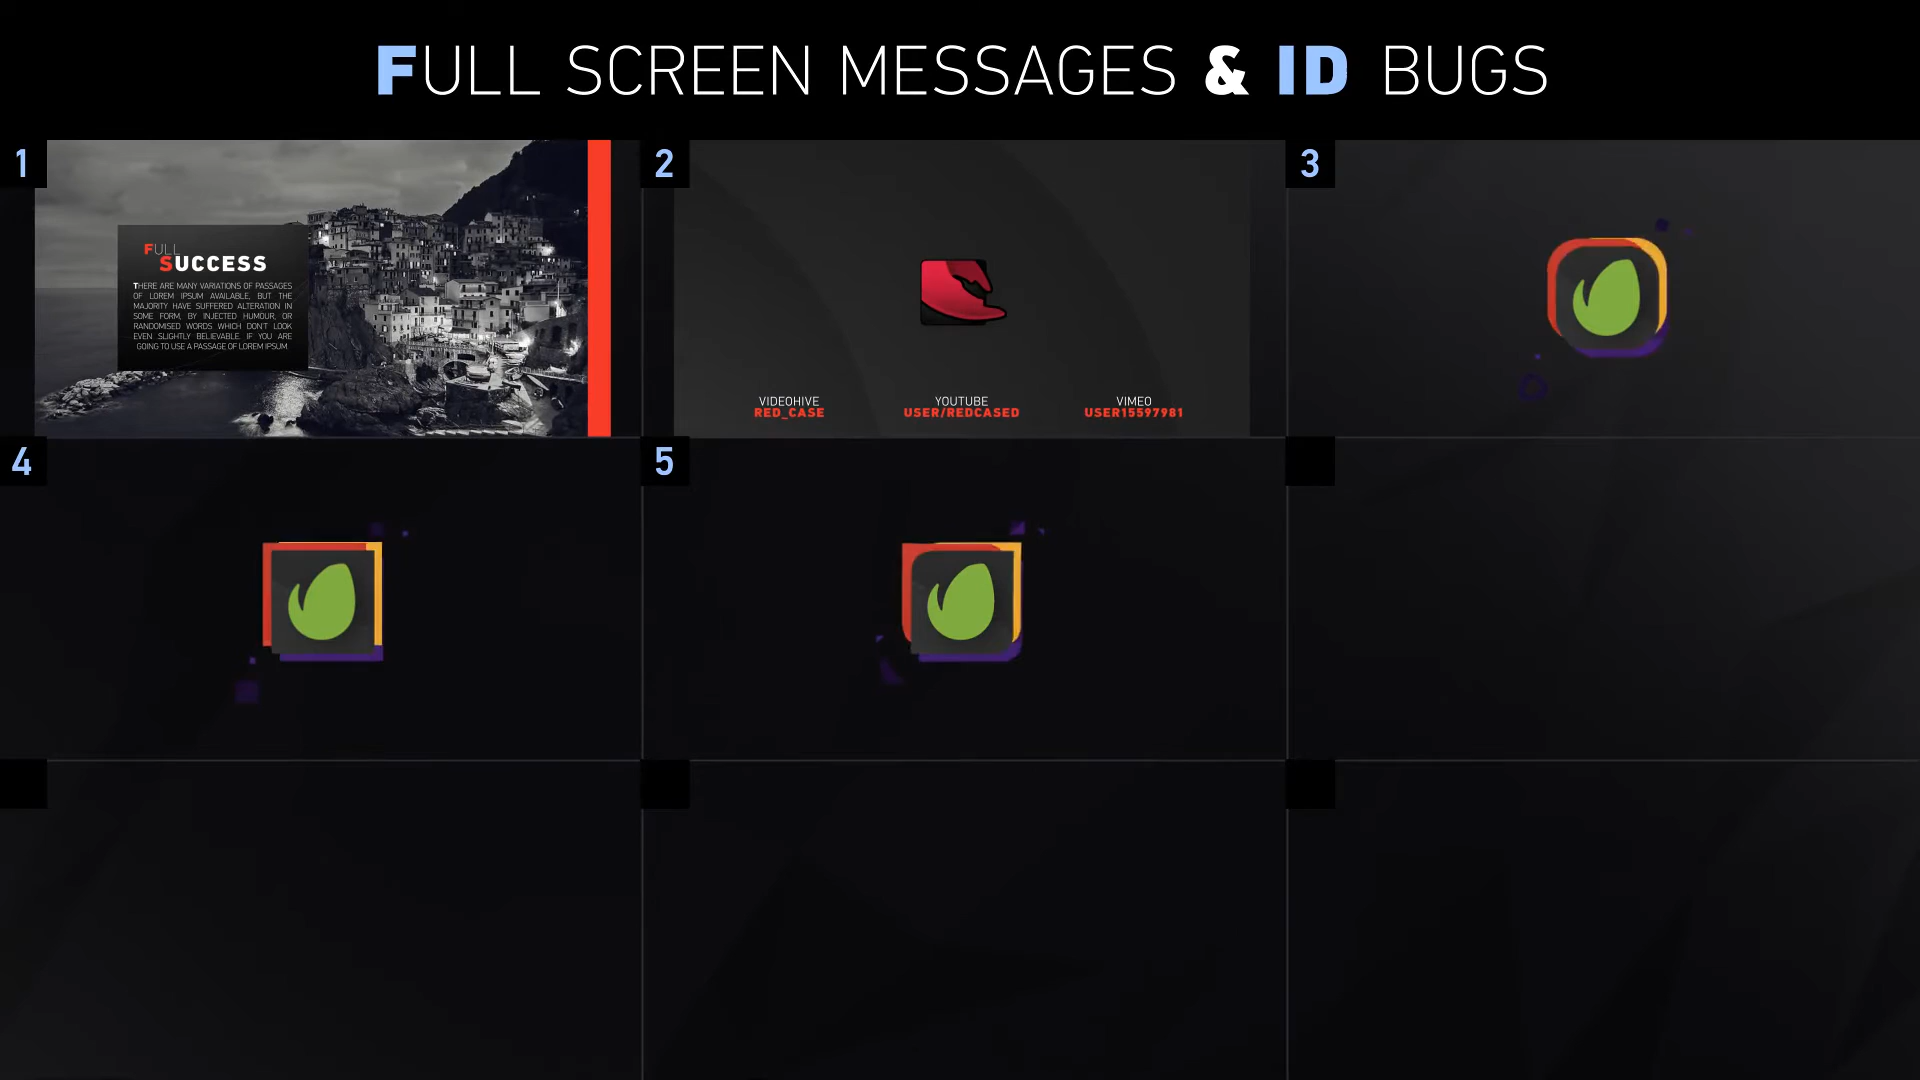 FULL SCREEN MESSAGES & ID BUGS
1
2
3
FULL
SUCCESS
THERE ARE MANY VARIATIONS OF PASSAGES
OF LOREM IPSUM AVAILABLE, BUT THE
MAJORITY HAVE SUFFERED ALTERATION IN
SOME FORM, BY INJECTED HUMOUR, OR
RANDOMISED WORDS WHICH DON'T LOOK
EVEN SLIGHTLY BELIEVABLE. IF YOU ARE
GOING TO USE A PASSAGE OF LOREM IPSUM
VIDEOHIVE
RED_CASE
YOUTUBE
USER/REDCASED
VIMEO
USER15597981
4
5